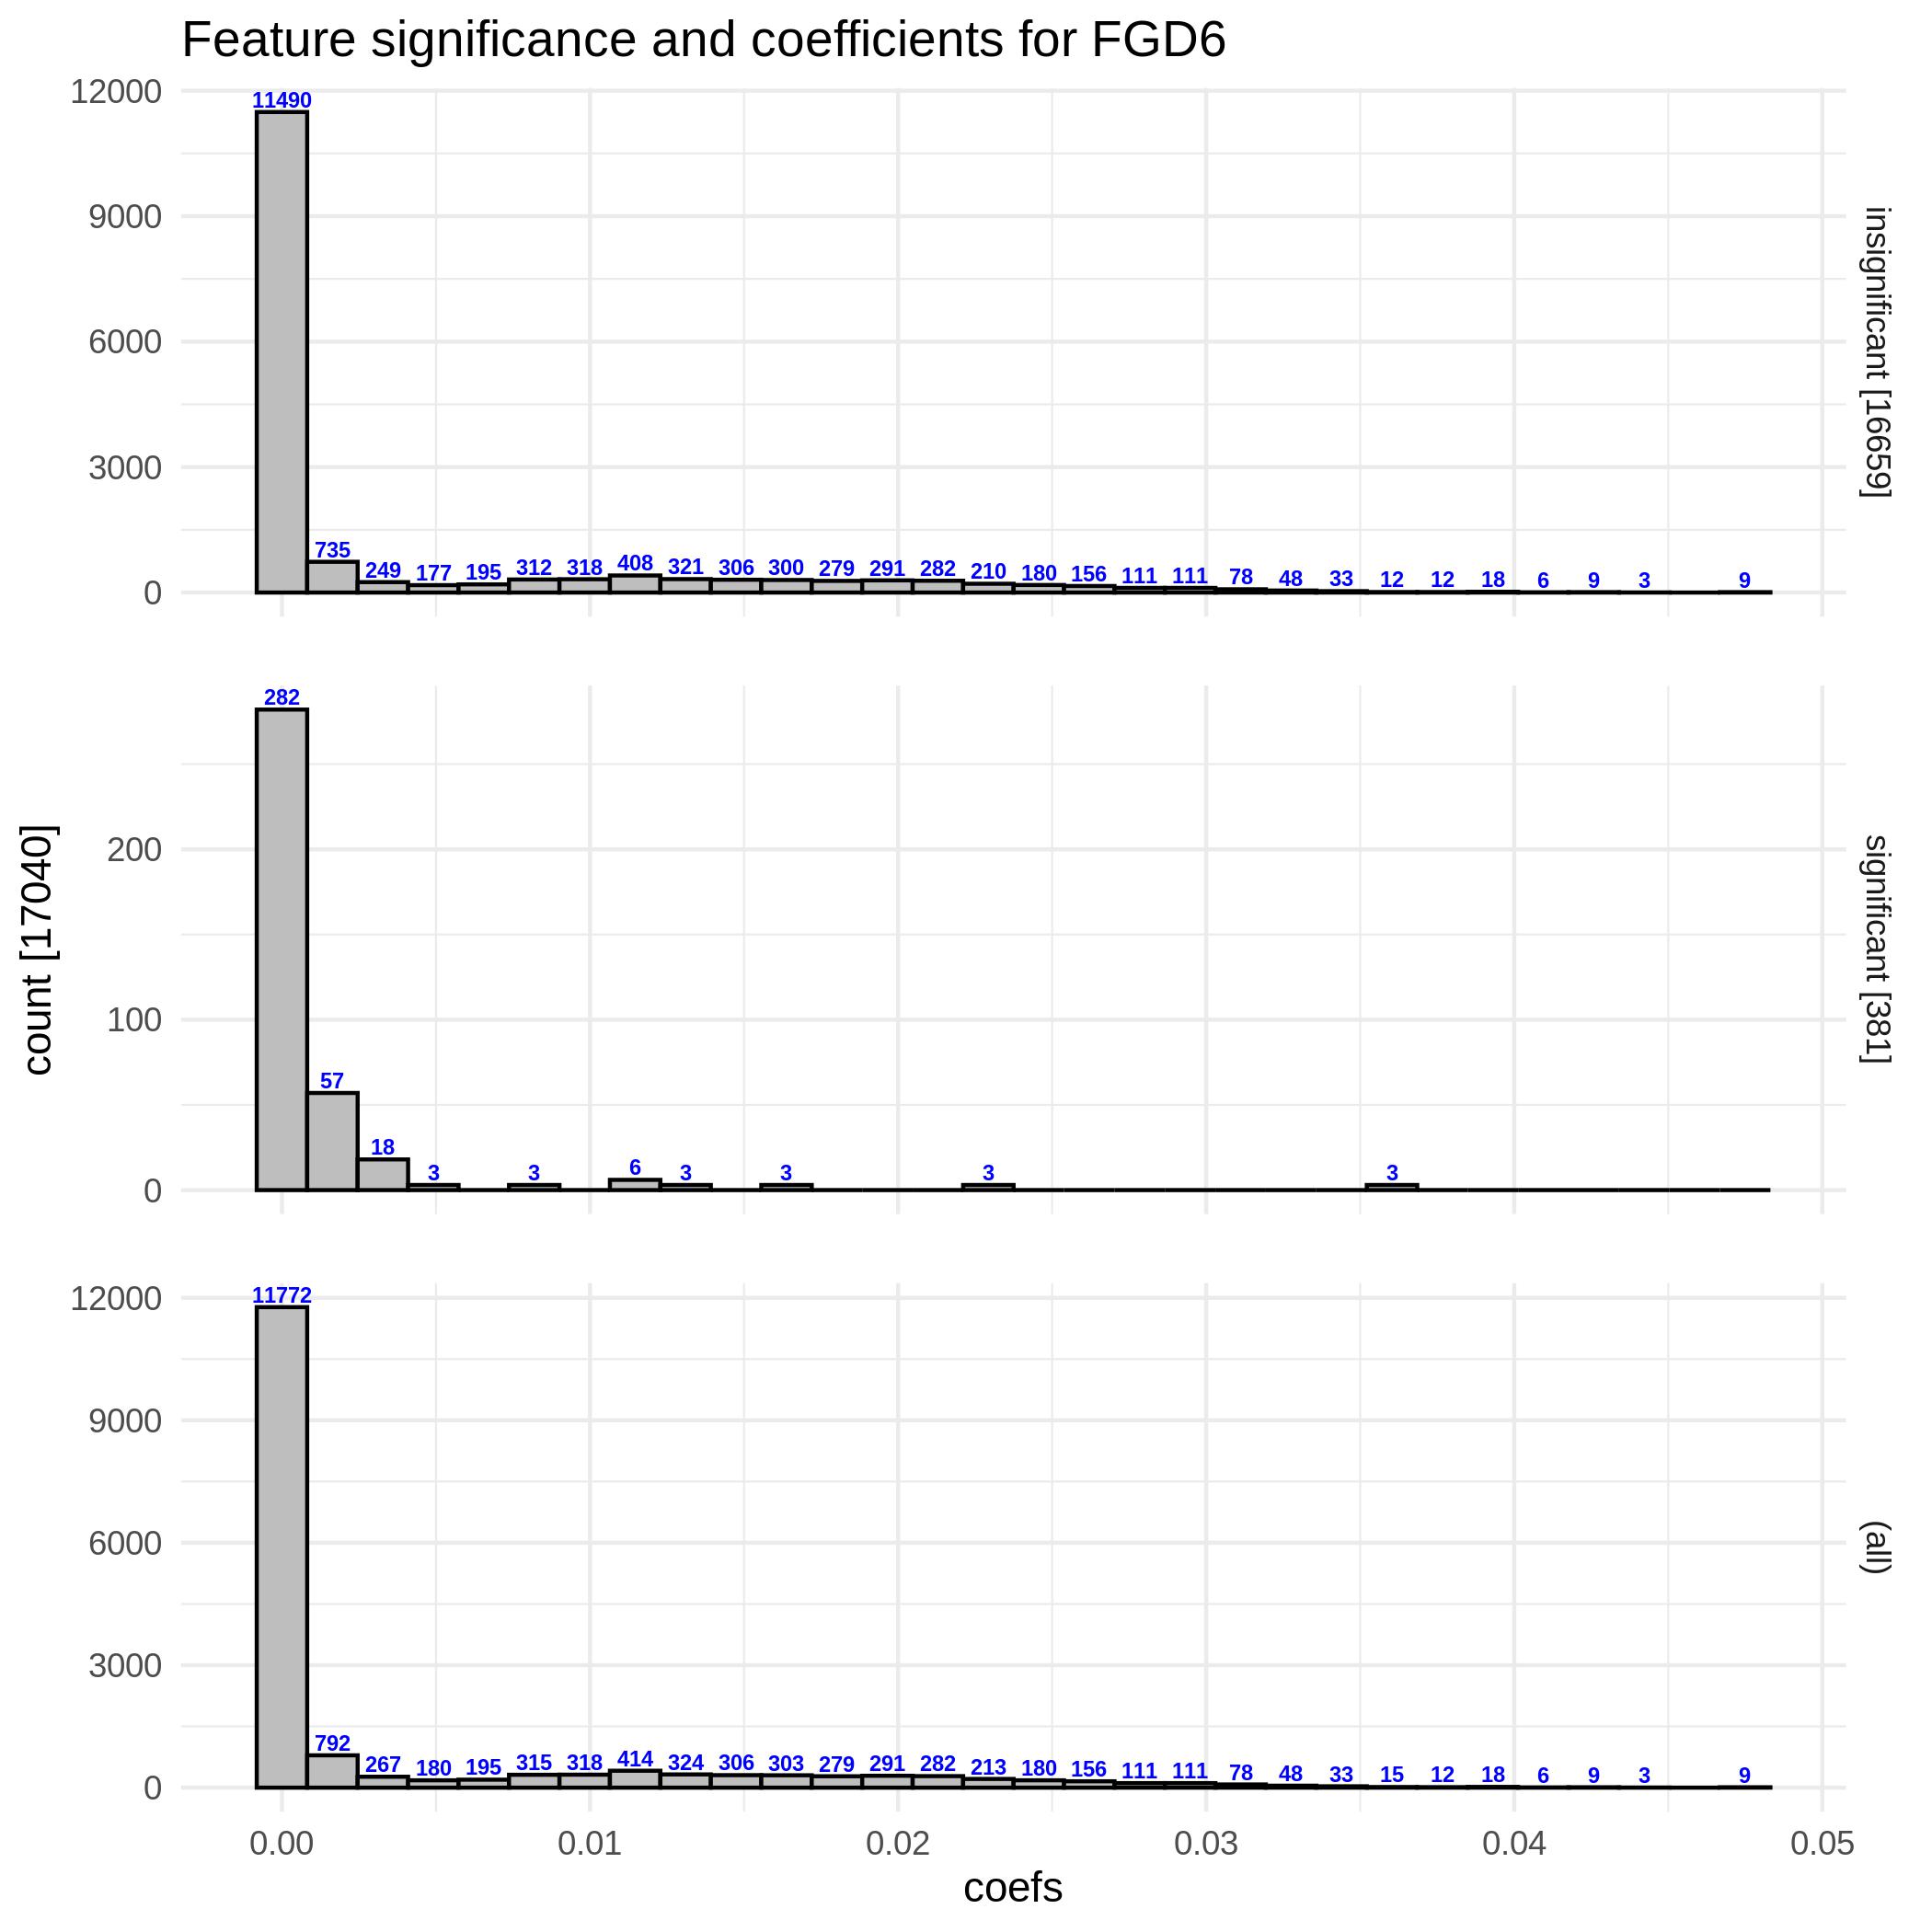 Feature significance and coefficients for FGD6
12000
9000
6000
3000
0
11490
735 249 177 195 312 318 408 321 306 300 279 291 282 210 180 156 111 111 78 48 33 12 12 18 6 9 3 9
insignificant [16659]
count [17040]
200
100
0
282
57
18
3 3 6 3 3 3 3
significant [381]
12000
9000
6000
3000
0
11772
792 267 180 195 315 318 414 324 306 303 279 291 282 213 180 156 111 111 78 48 33 15 12 18 6 9 3 9
(all)
0.00 0.01 0.02 0.03 0.04 0.05
coefs